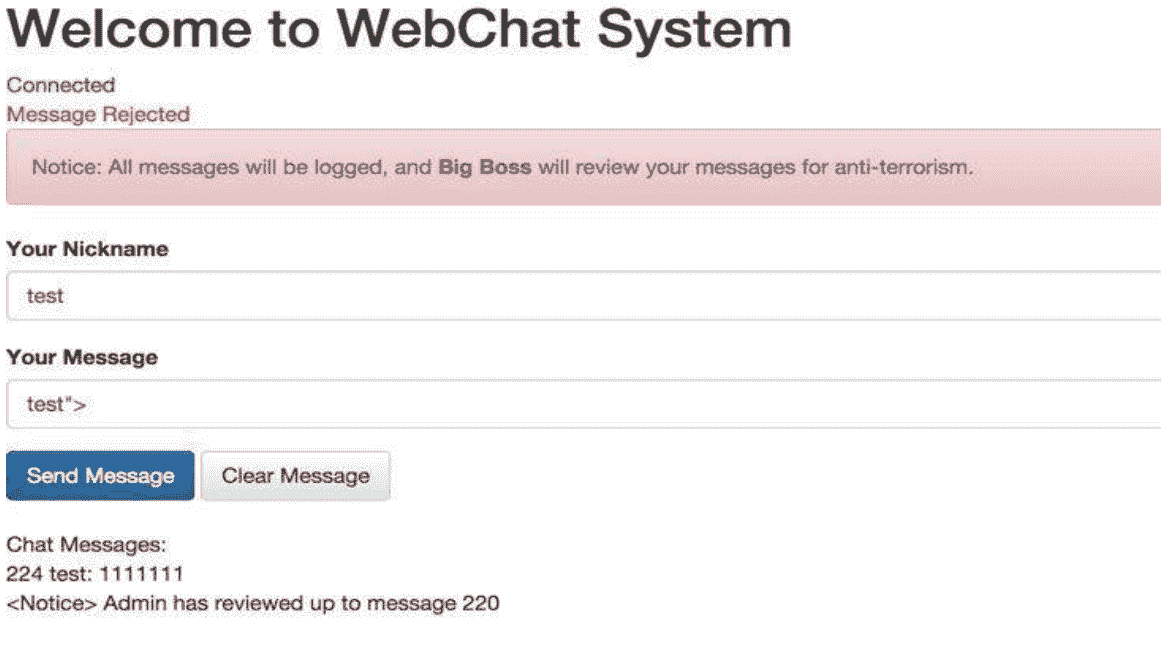 Welcome to WebChat System
Connected
Message Rejected
Notice: All messages will be logged, and Big Boss will review your messages for anti-terrorism.
Your Nickname
test
Your Message
test">
Send Message Clear Message
Chat Messages:
224 test: 1111111
<Notice> Admin has reviewed up to message 220